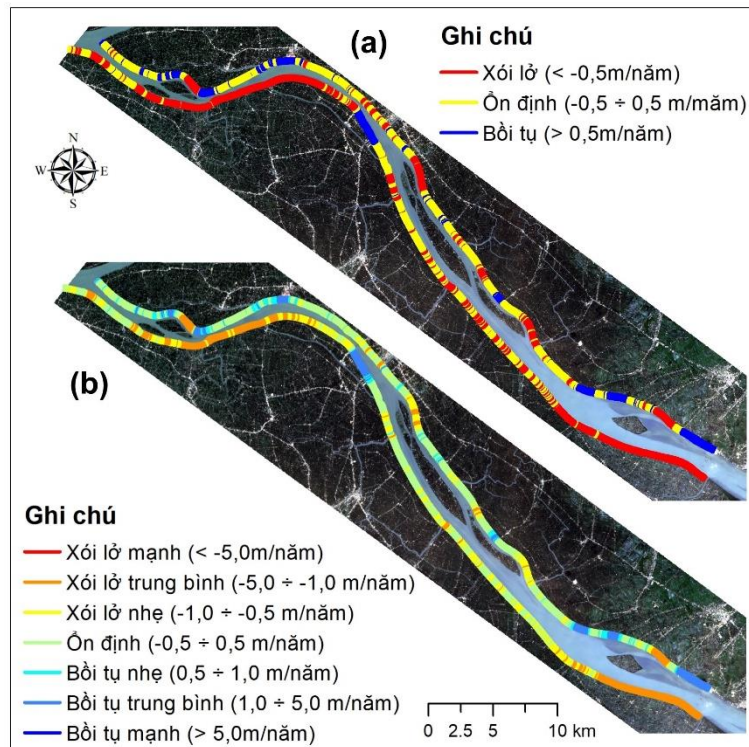 (a)
Ghi chú
Xói lở (< -0,5m/năm)
Ổn định (-0,5 ÷ 0,5 m/măm)
Bồi tụ (> 0,5m/năm)
N
W E
S
(b)
Ghi chú
Xói lở mạnh (< -5,0m/năm)
Xói lở trung bình (-5,0 ÷ -1,0 m/năm)
Xói lở nhẹ (-1,0 ÷ -0,5 m/năm)
Ổn định (-0,5 ÷ 0,5 m/năm)
Bồi tụ nhẹ (0,5 ÷ 1,0 m/năm)
Bồi tụ trung bình (1,0 ÷ 5,0 m/năm)
Bồi tụ mạnh (> 5,0m/năm)
0 2.5 5 10 km